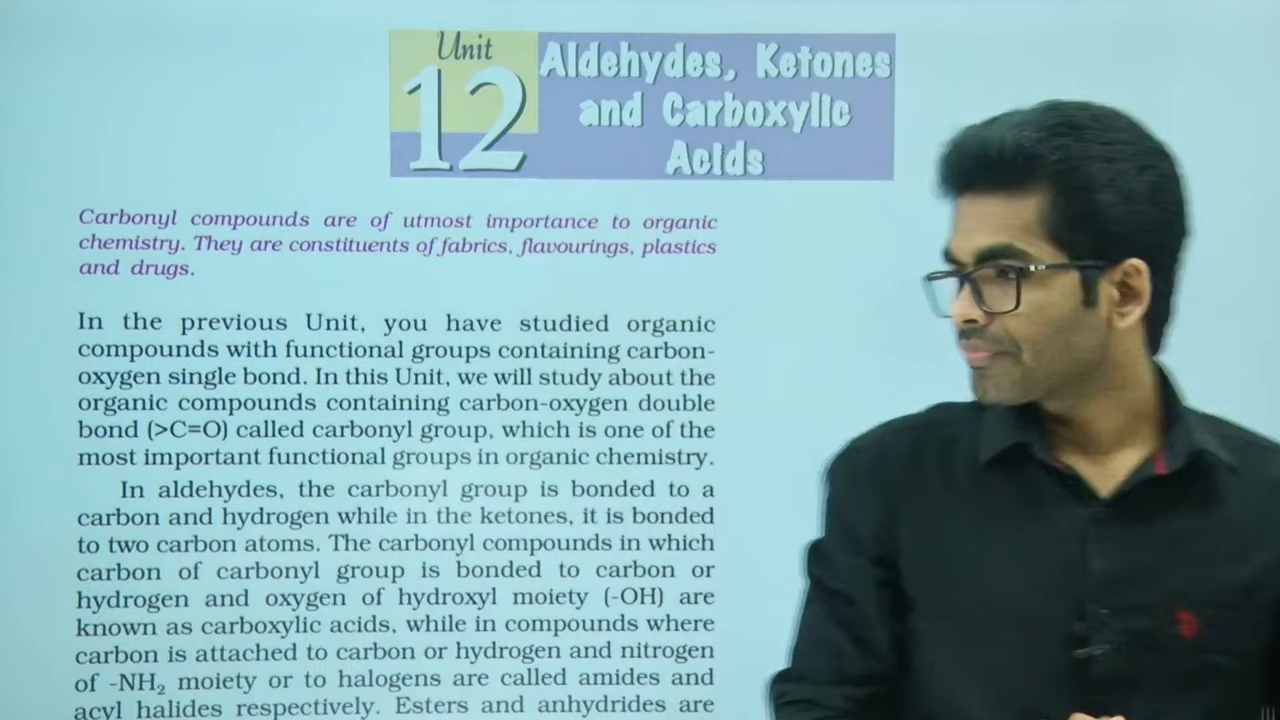 Unit
12
Aldehydes, Ketones
and Carboxylic
Acids
Carbonyl compounds are of utmost importance to organic
chemistry. They are constituents of fabrics, flavourings, plastics
and drugs.
In the previous Unit, you have studied organic
compounds with functional groups containing carbon-
oxygen single bond. In this Unit, we will study about the
organic compounds containing carbon-oxygen double
bond (>C=O) called carbonyl group, which is one of the
most important functional groups in organic chemistry.
In aldehydes, the carbonyl group is bonded to a
carbon and hydrogen while in the ketones, it is bonded
to two carbon atoms. The carbonyl compounds in which
carbon of carbonyl group is bonded to carbon or
hydrogen and oxygen of hydroxyl moiety (-OH) are
known as carboxylic acids, while in compounds where
carbon is attached to carbon or hydrogen and nitrogen
of -NH₂ moiety or to halogens are called amides and
acyl halides respectively. Esters and anhydrides are